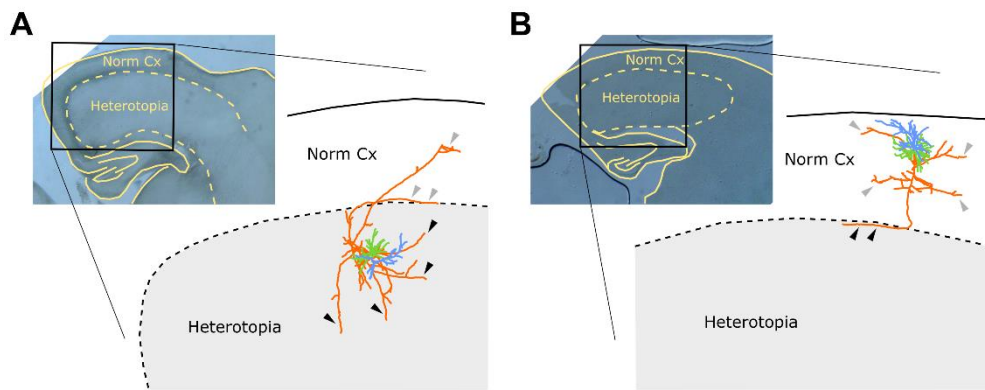 A
Norm Cx
Heterotopia
Norm Cx
Heterotopia
B
Norm Cx
Heterotopia
Norm Cx
Heterotopia